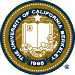 THE UNIVERSITY OF CALIFORNIA BERKELEY
1868